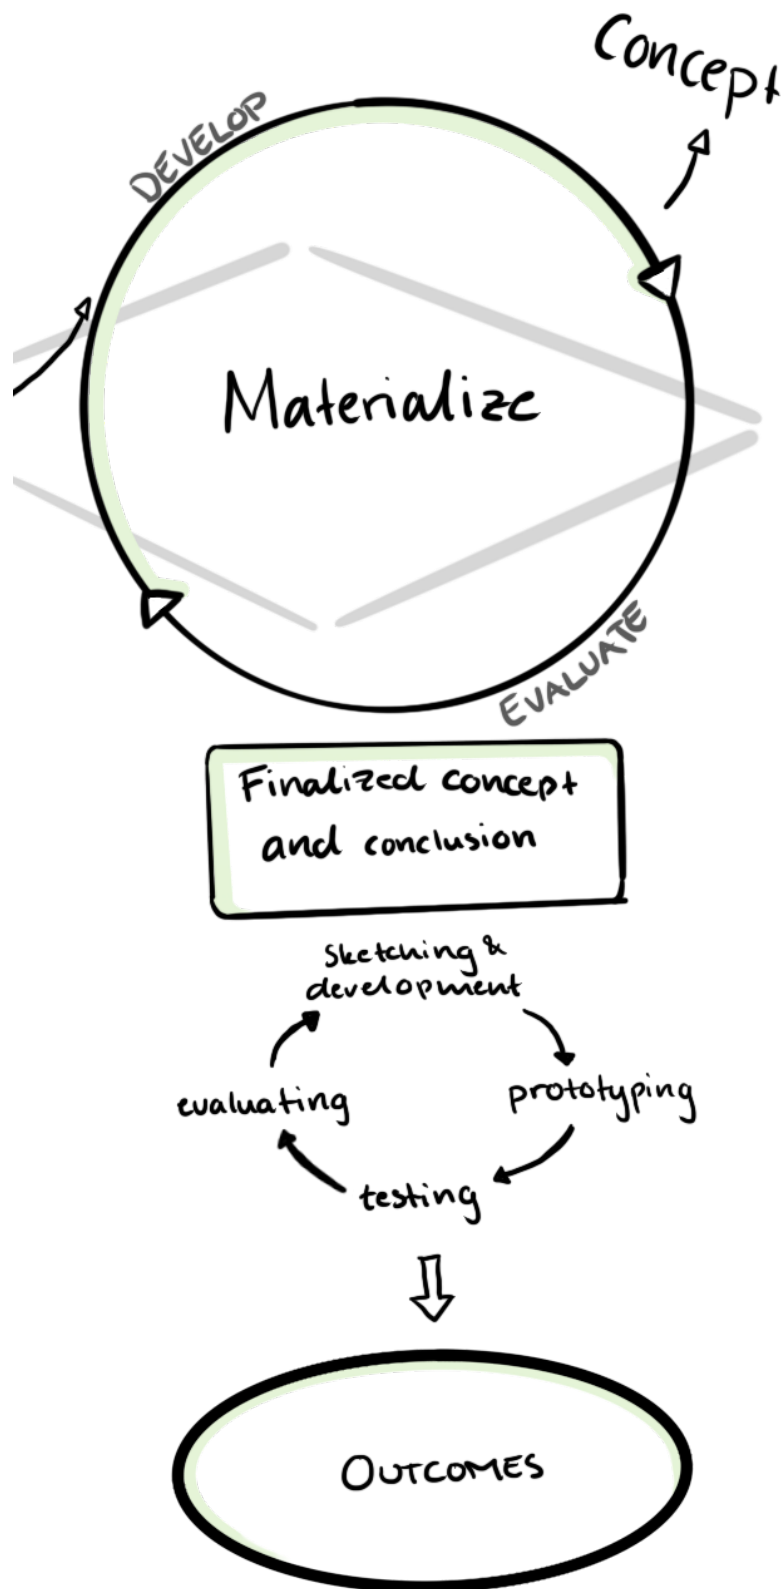 Concept
DEVELOP
Materialize
EVALUATE
Finalized concept
and conclusion
Sketching &
development
evaluating
prototyping
testing
OUTCOMES